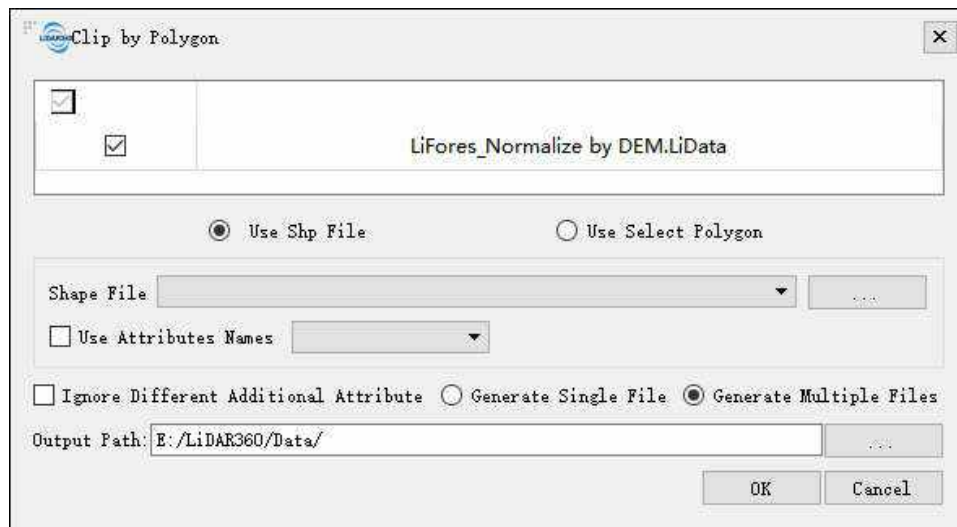 Clip by Polygon
LiFores_Normalize by DEM.LiData
Use Shp File Use Select Polygon
Shape File ...
Use Attributes Names
Ignore Different Additional Attribute Generate Single File Generate Multiple Files
Output Path: E:/LiDAR360/Data/ ...
OK Cancel